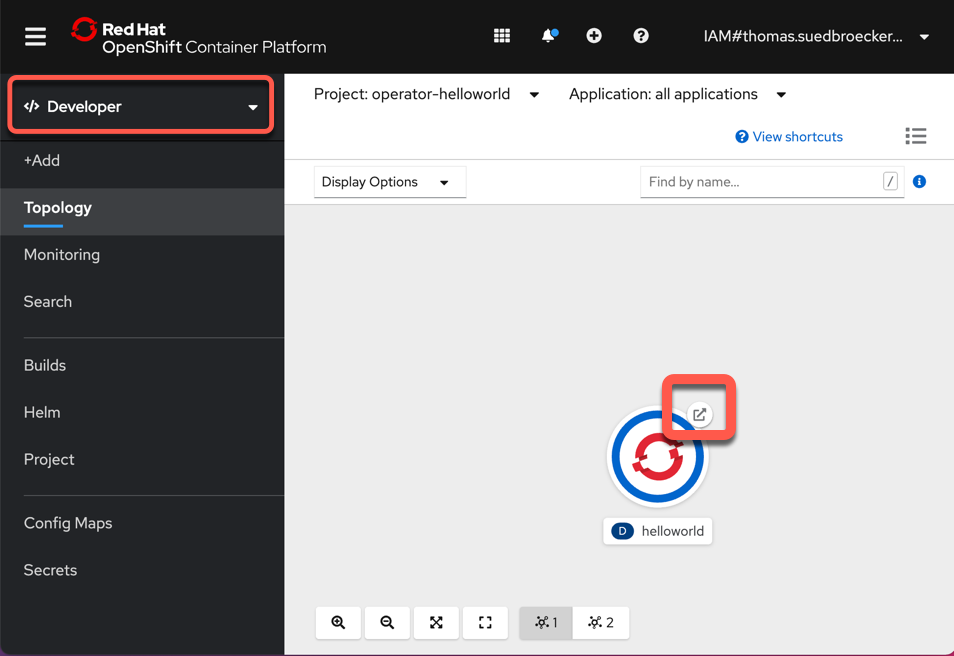 Red Hat
OpenShift Container Platform
IAM#thomas.suedbroecker...
Developer
Project: operator-helloworld
Application: all applications
View shortcuts
+Add
Display Options
Find by name...
/
Topology
Monitoring
Search
Builds
Helm
Project
Config Maps
Secrets
D helloworld
1
2